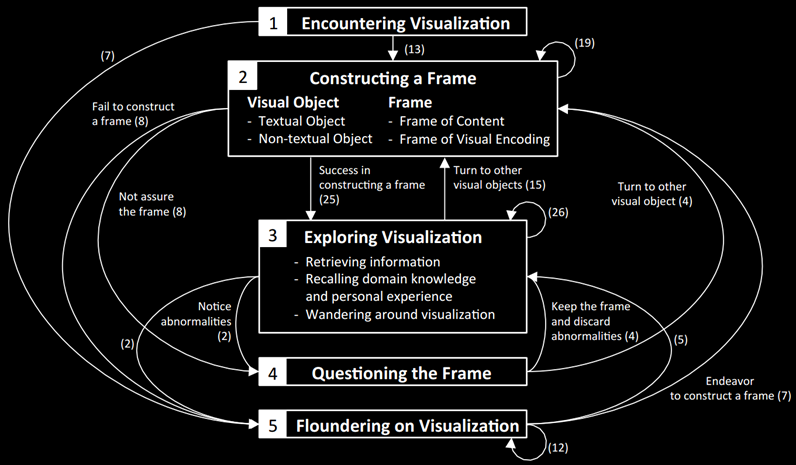 1 Encountering Visualization
(7)
(13)
(19)
2 Constructing a Frame
Visual Object Frame
- Textual Object - Frame of Content
- Non-textual Object - Frame of Visual Encoding
Fail to construct
a frame (8)
Success in
constructing a frame
(25)
Turn to other
visual objects (15)
Turn to other
visual object (4)
Not assure
the frame (8)
(26)
3 Exploring Visualization
- Retrieving information
- Recalling domain knowledge
and personal experience
- Wandering around visualization
Notice
abnormalities
(2)
(2)
Keep the frame
and discard
abnormalities (4)
(5)
4 Questioning the Frame
Endeavor
to construct a frame (7)
5 Floundering on Visualization
(12)